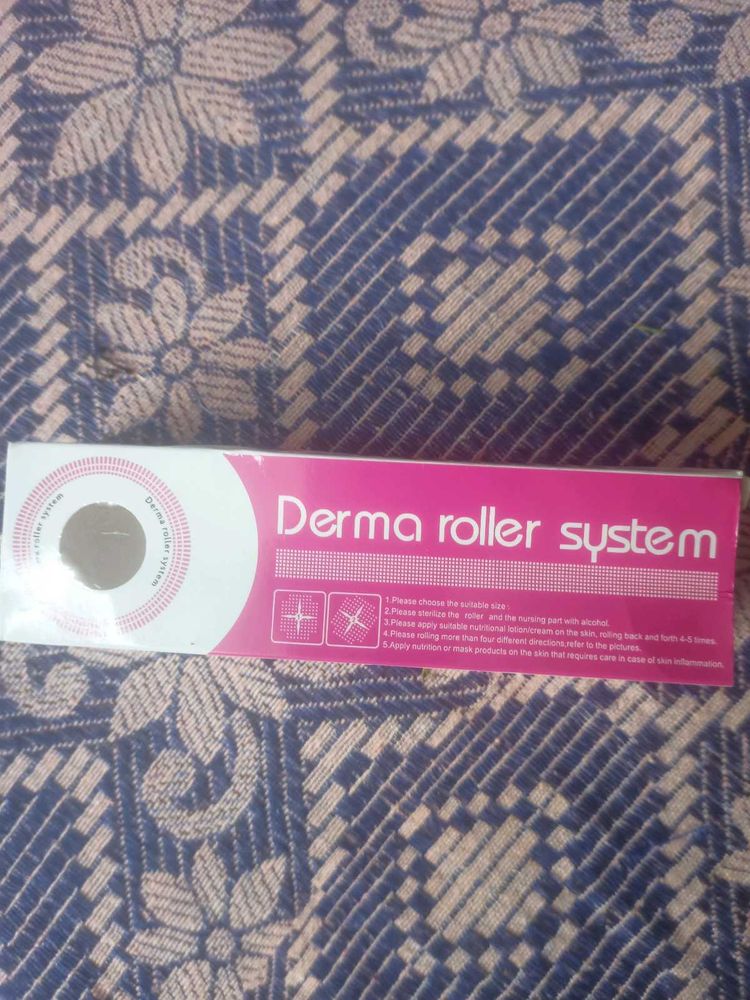 Derma roller system
Derma roller system
roller system
1.Please choose the suitable size :
2.Please sterilize the roller and the nursing part with alcohol.
3.Please apply suitable nutritional lotion/cream on the skin, rolling back and forth 4-5 times.
4.Please rolling more than four different directions,refer to the pictures.
5.Apply nutrition or mask products on the skin that requires care in case of skin inflammation.